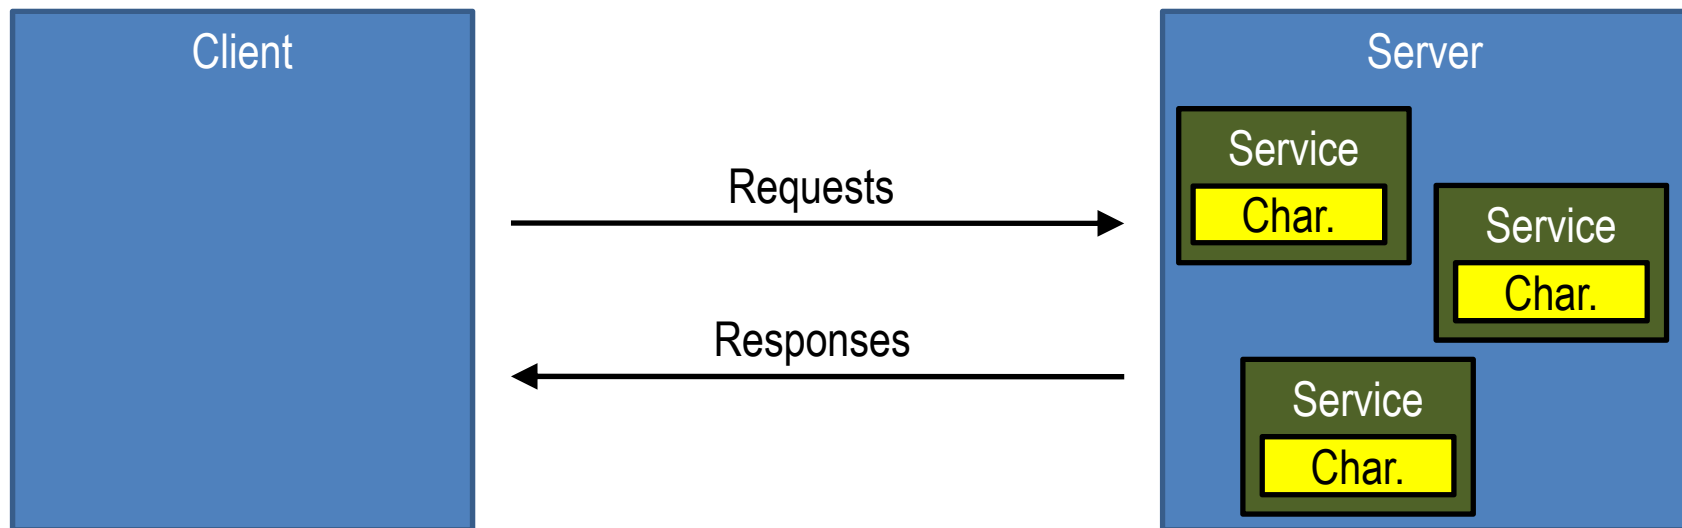 Client
Requests
Responses
Server
Service
Char.
Service
Char.
Service
Char.